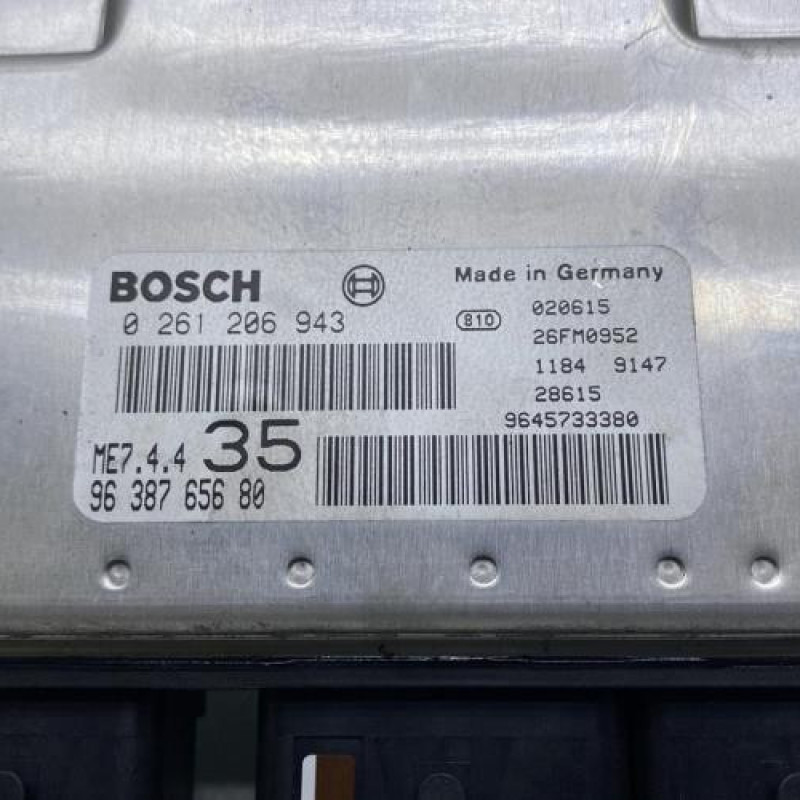 BOSCH
0 261 206 943
Made in Germany
810
020615
26FM0952
1184 9147
28615
9645733380
ME7.4.4 35
96 387 656 80